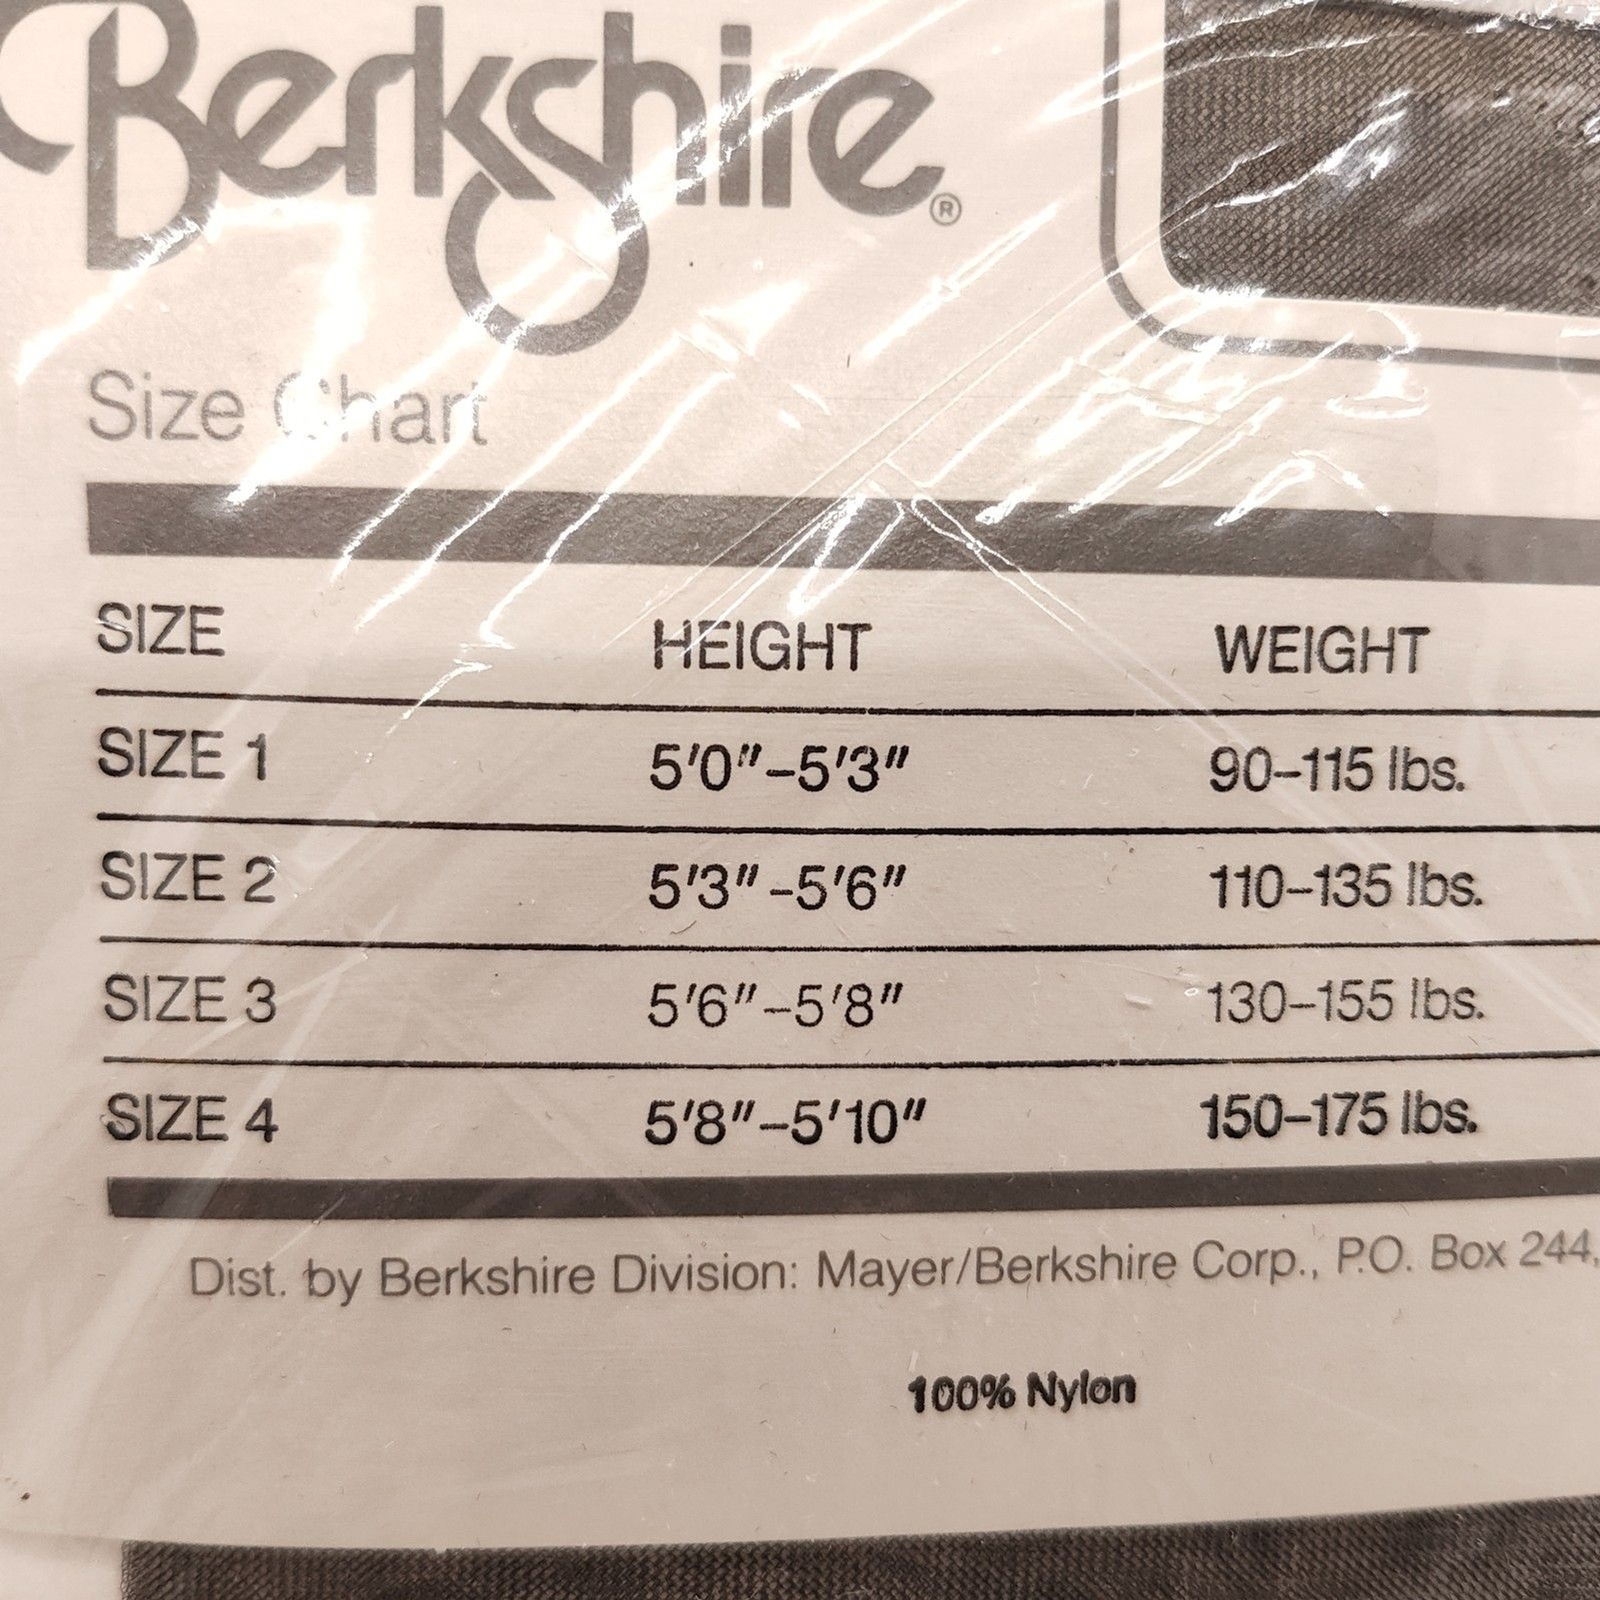 Berkshire®
Size Chart
SIZE HEIGHT WEIGHT
SIZE 1 5'0"–5'3" 90–115 lbs.
SIZE 2 5'3"–5'6" 110–135 lbs.
SIZE 3 5'6"–5'8" 130–155 lbs.
SIZE 4 5'8"–5'10" 150–175 lbs.
Dist. by Berkshire Division: Mayer/Berkshire Corp., P.O. Box 244,
100% Nylon